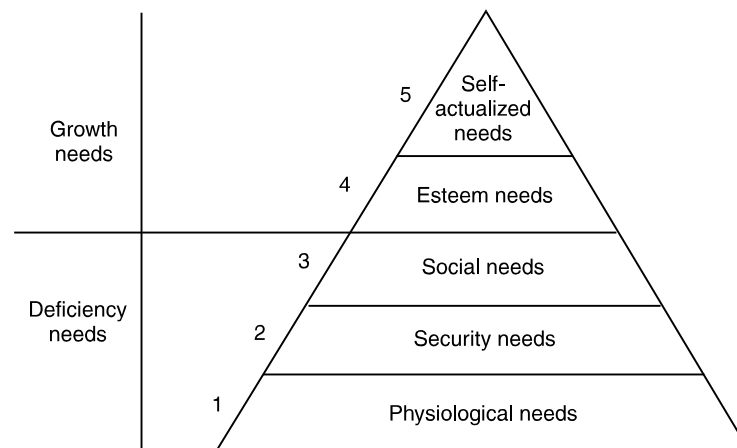 Growth
needs
Deficiency
needs
5
Self-
actualized
needs
4
Esteem needs
3
Social needs
2
Security needs
1
Physiological needs